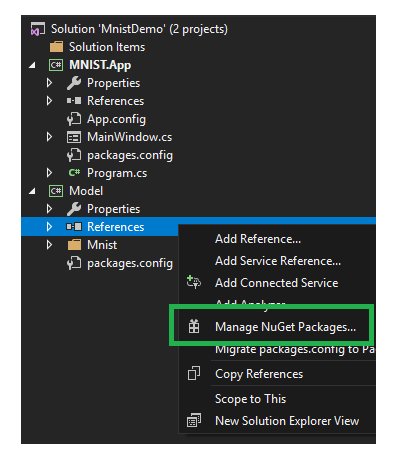 Solution 'MnistDemo' (2 projects)
Solution Items
C# MNIST.App
Properties
References
App.config
MainWindow.cs
packages.config
C# Program.cs
C# Model
Properties
References
Mnist
packages.config
Add Reference...
Add Service Reference...
Add Connected Service
Add Analyzer
Manage NuGet Packages...
Migrate packages.config to Pa
Copy References
Scope to This
New Solution Explorer View